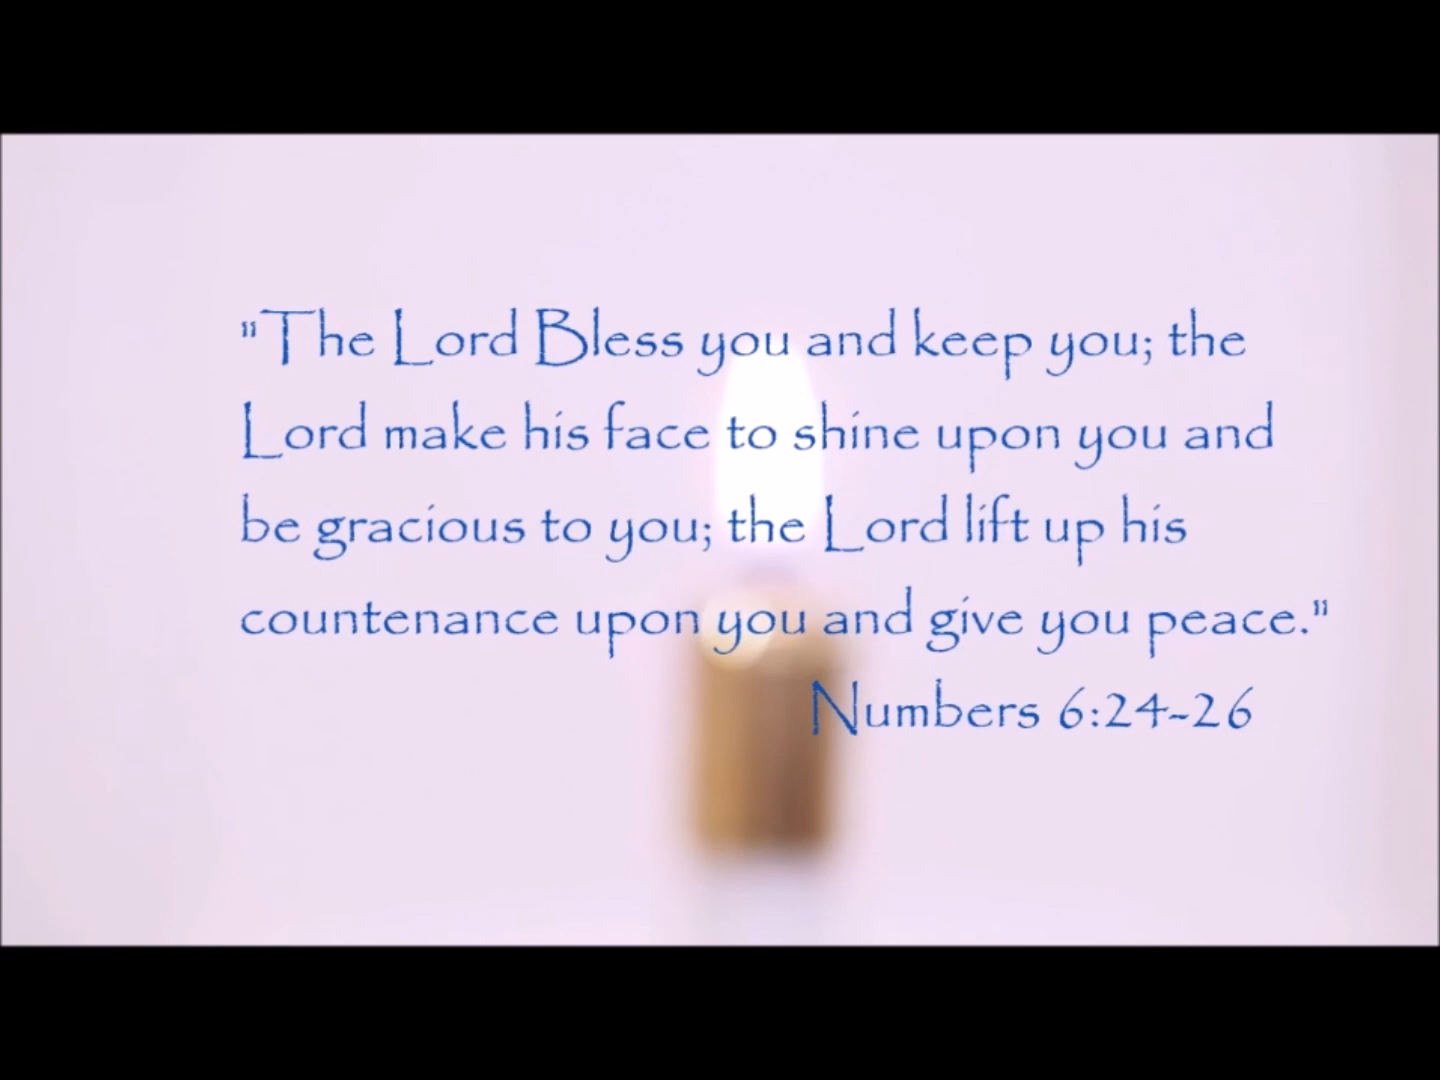 "The Lord Bless you and keep you; the
Lord make his face to shine upon you and
be gracious to you; the Lord lift up his
countenance upon you and give you peace."
Numbers 6:24-26